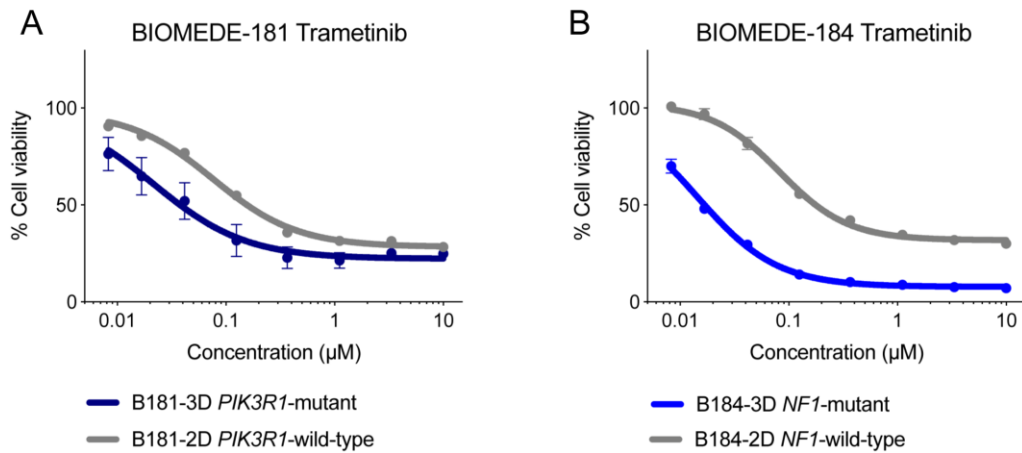 A
BIOMEDE-181 Trametinib
% Cell viability
100
50
0
0.01 0.1 1 10
Concentration (µM)
B181-3D PIK3R1-mutant
B181-2D PIK3R1-wild-type
B
BIOMEDE-184 Trametinib
% Cell viability
100
50
0
0.01 0.1 1 10
Concentration (µM)
B184-3D NF1-mutant
B184-2D NF1-wild-type